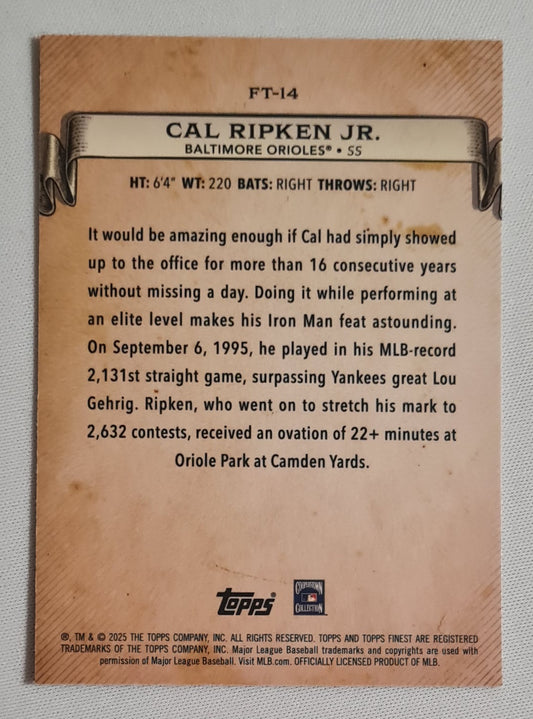 FT-14
CAL RIPKEN JR.
BALTIMORE ORIOLES® • SS
HT: 6'4" WT: 220 BATS: RIGHT THROWS: RIGHT
It would be amazing enough if Cal had simply showed
up to the office for more than 16 consecutive years
without missing a day. Doing it while performing at
an elite level makes his Iron Man feat astounding.
On September 6, 1995, he played in his MLB-record
2,131st straight game, surpassing Yankees great Lou
Gehrig. Ripken, who went on to stretch his mark to
2,632 contests, received an ovation of 22+ minutes at
Oriole Park at Camden Yards.
topps®
COOPERSTOWN
COLLECTION
®, TM & © 2025 THE TOPPS COMPANY, INC. ALL RIGHTS RESERVED. TOPPS AND TOPPS FINEST ARE REGISTERED
TRADEMARKS OF THE TOPPS COMPANY, INC. Major League Baseball trademarks and copyrights are used with
permission of Major League Baseball. Visit MLB.com. OFFICIALLY LICENSED PRODUCT OF MLB.